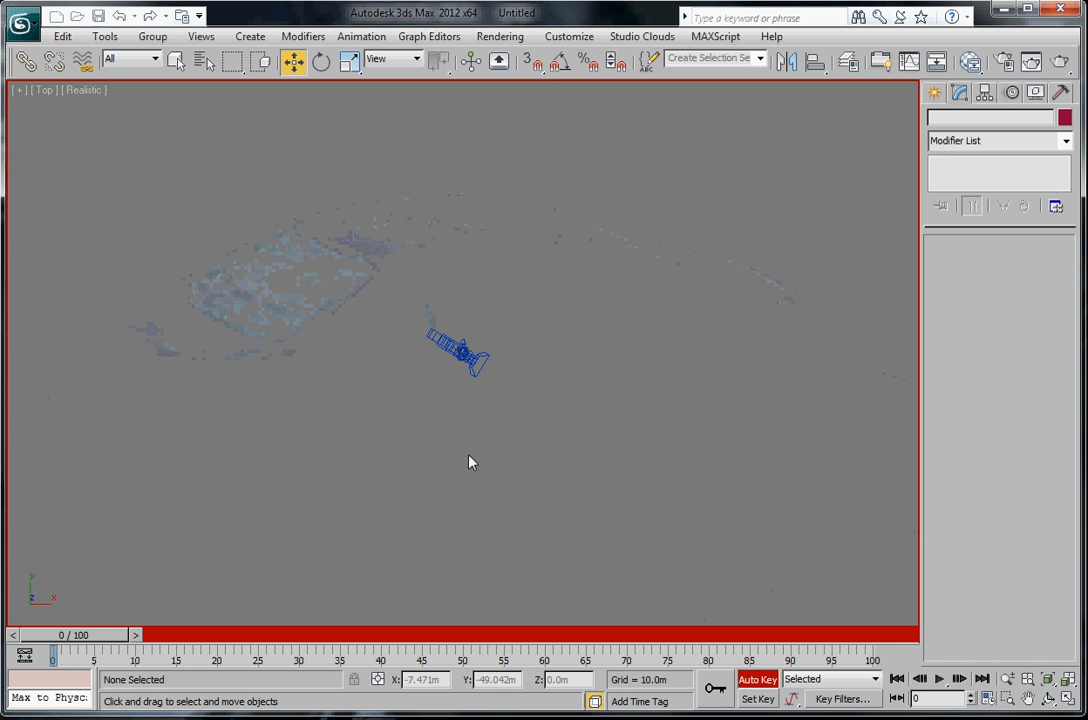 Autodesk 3ds Max 2012 x64 Untitled
Type a keyword or phrase
Edit Tools Group Views Create Modifiers Animation Graph Editors Rendering Customize Studio Clouds MAXScript Help
All View 3 Create Selection Se
[ + ] [ Top ] [ Realistic ]
Modifier List
y
z x
< 0 / 100 >
0 5 10 15 20 25 30 35 40 45 50 55 60 65 70 75 80 85 90 95 100
None Selected X: -7.471m Y: -49.042m Z: 0.0m Grid = 10.0m Auto Key Selected
Max to Physc Click and drag to select and move objects Add Time Tag Set Key Key Filters... 0